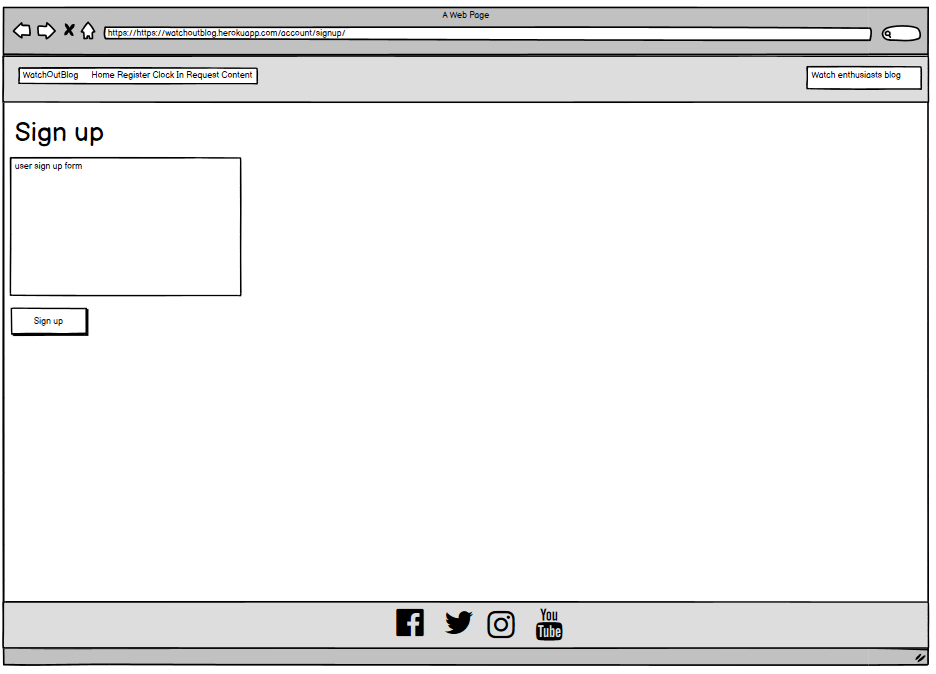 A Web Page
https://https://watchoutblog.herokuapp.com/account/signup/
WatchOutBlog Home Register Clock In Request Content
Watch enthusiasts blog
Sign up
user sign up form
Sign up
You
Tube